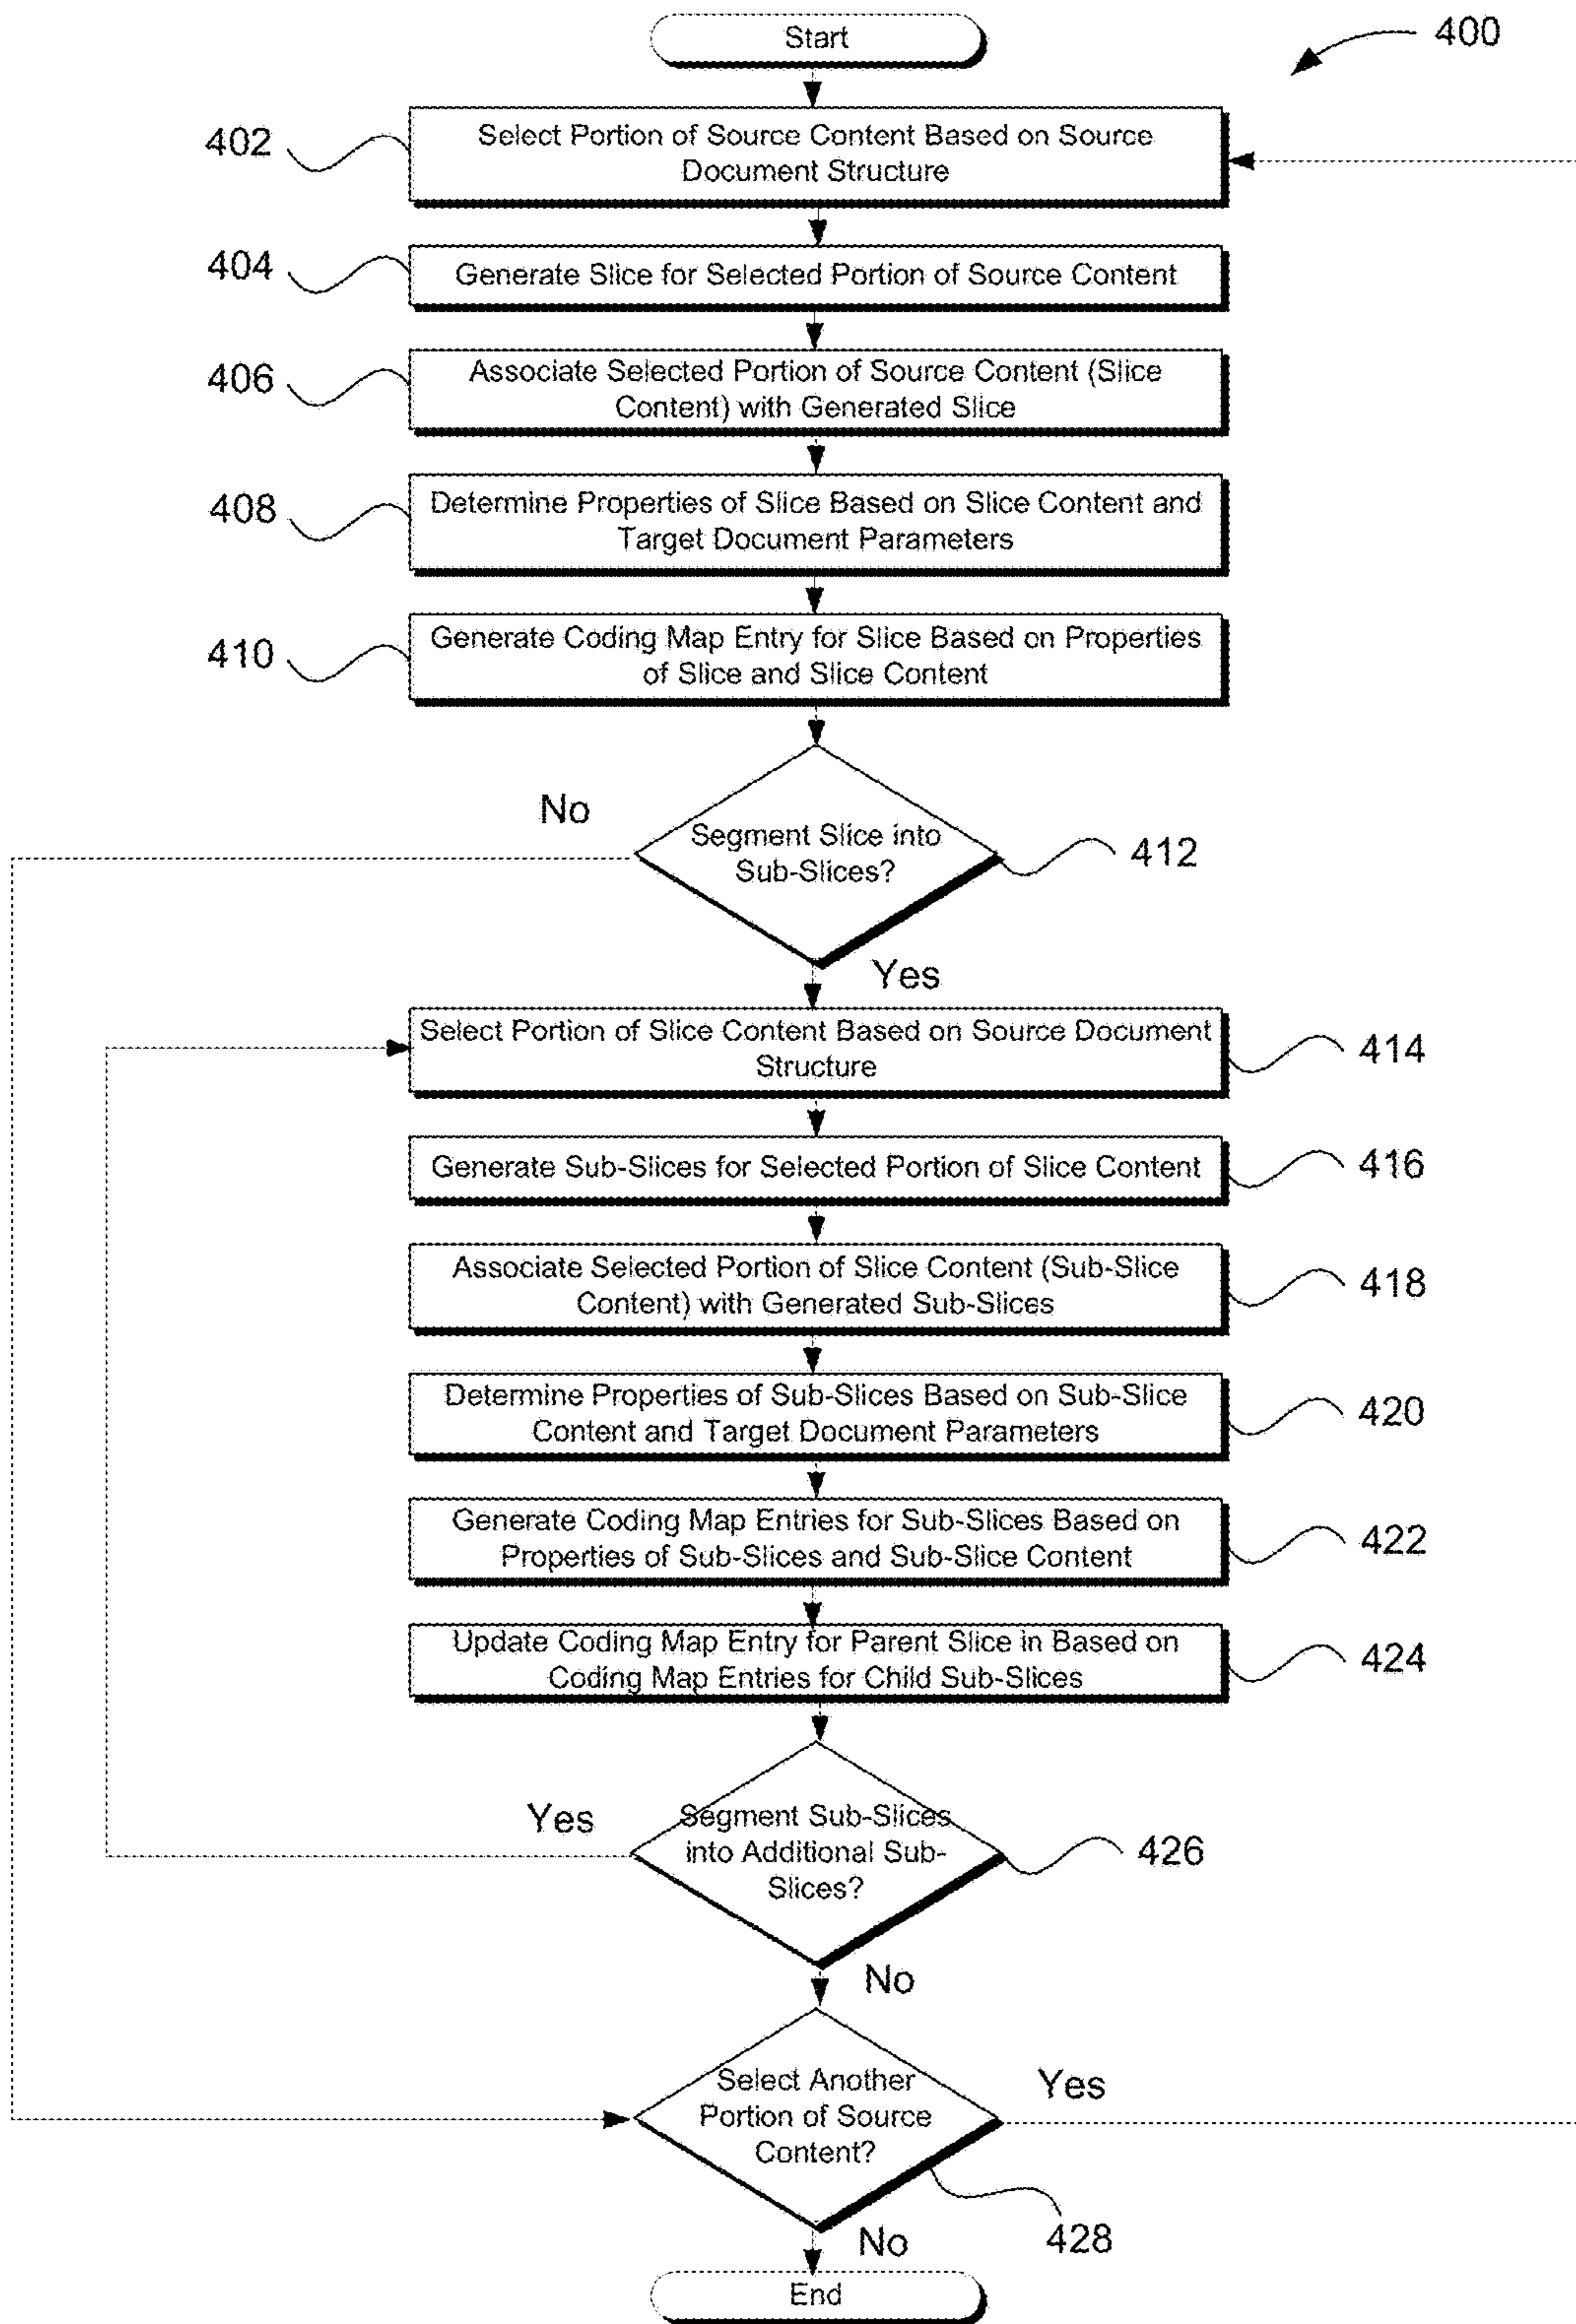 Start
400
402
Select Portion of Source Content Based on Source
Document Structure
404
Generate Slice for Selected Portion of Source Content
406
Associate Selected Portion of Source Content (Slice
Content) with Generated Slice
408
Determine Properties of Slice Based on Slice Content and
Target Document Parameters
410
Generate Coding Map Entry for Slice Based on Properties
of Slice and Slice Content
No
Segment Slice into
Sub-Slices?
412
Yes
Select Portion of Slice Content Based on Source Document
Structure
414
Generate Sub-Slices for Selected Portion of Slice Content
416
Associate Selected Portion of Slice Content (Sub-Slice
Content) with Generated Sub-Slices
418
Determine Properties of Sub-Slices Based on Sub-Slice
Content and Target Document Parameters
420
Generate Coding Map Entries for Sub-Slices Based on
Properties of Sub-Slices and Sub-Slice Content
422
Update Coding Map Entry for Parent Slice in Based on
Coding Map Entries for Child Sub-Slices
424
Yes
Segment Sub-Slices
into Additional Sub-
Slices?
426
No
Select Another
Portion of Source
Content?
Yes
428
No
End